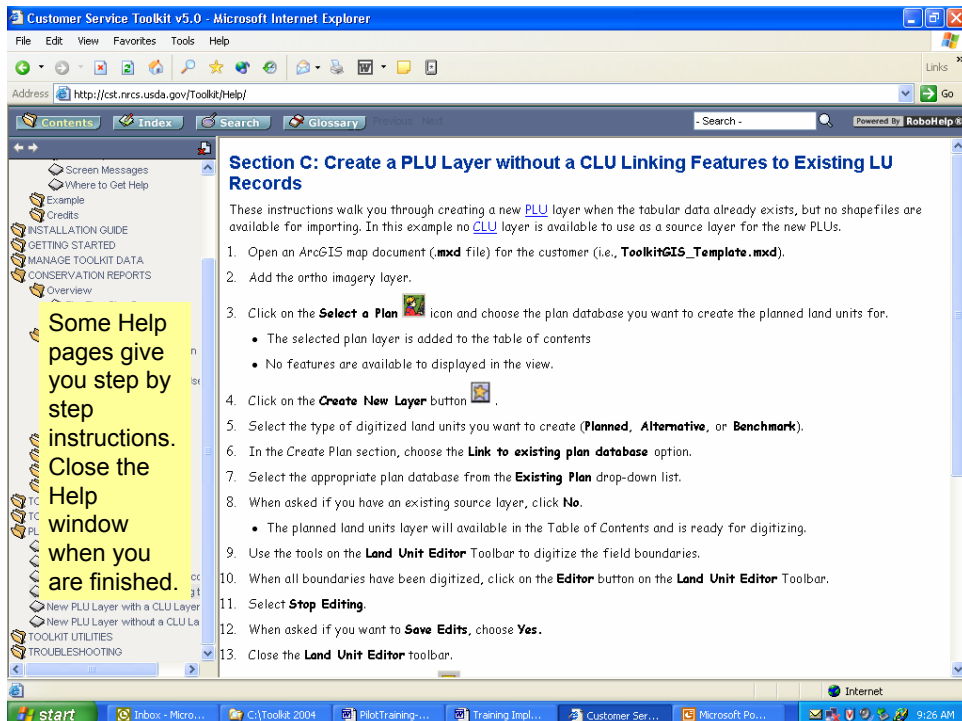 Customer Service Toolkit v5.0 - Microsoft Internet Explorer
File Edit View Favorites Tools Help
Links »
Address http://cst.nrcs.usda.gov/Toolkit/Help/ Go
Contents Index Search Glossary Previous Next - Search - Powered By RoboHelp®
Screen Messages
Where to Get Help
Example
Credits
INSTALLATION GUIDE
GETTING STARTED
MANAGE TOOLKIT DATA
CONSERVATION REPORTS
Overview
Some Help
pages give
you step by
step
instructions.
Close the
Help
window
when you
are finished.
New PLU Layer with a CLU Layer
New PLU Layer without a CLU La
TOOLKIT UTILITIES
TROUBLESHOOTING
Section C: Create a PLU Layer without a CLU Linking Features to Existing LU
Records
These instructions walk you through creating a new PLU layer when the tabular data already exists, but no shapefiles are
available for importing. In this example no CLU layer is available to use as a source layer for the new PLUs.
1. Open an ArcGIS map document (.mxd file) for the customer (i.e., ToolkitGIS_Template.mxd).
2. Add the ortho imagery layer.
3. Click on the Select a Plan icon and choose the plan database you want to create the planned land units for.
• The selected plan layer is added to the table of contents
• No features are available to displayed in the view.
4. Click on the Create New Layer button .
5. Select the type of digitized land units you want to create (Planned, Alternative, or Benchmark).
6. In the Create Plan section, choose the Link to existing plan database option.
7. Select the appropriate plan database from the Existing Plan drop-down list.
8. When asked if you have an existing source layer, click No.
• The planned land units layer will available in the Table of Contents and is ready for digitizing.
9. Use the tools on the Land Unit Editor Toolbar to digitize the field boundaries.
10. When all boundaries have been digitized, click on the Editor button on the Land Unit Editor Toolbar.
11. Select Stop Editing.
12. When asked if you want to Save Edits, choose Yes.
13. Close the Land Unit Editor toolbar.
Internet
start Inbox - Micro... C:\Toolkit 2004 PilotTraining-... Training Impl... Customer Ser... Microsoft Po... 9:26 AM